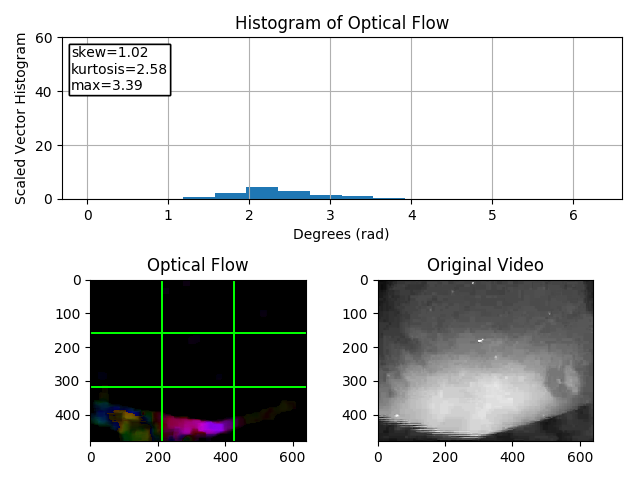 Histogram of Optical Flow
Scaled Vector Histogram
60
40
20
0
skew=1.02
kurtosis=2.58
max=3.39
0 1 2 3 4 5 6
Degrees (rad)
Optical Flow
0
100
200
300
400
0 200 400 600
Original Video
0
100
200
300
400
0 200 400 600